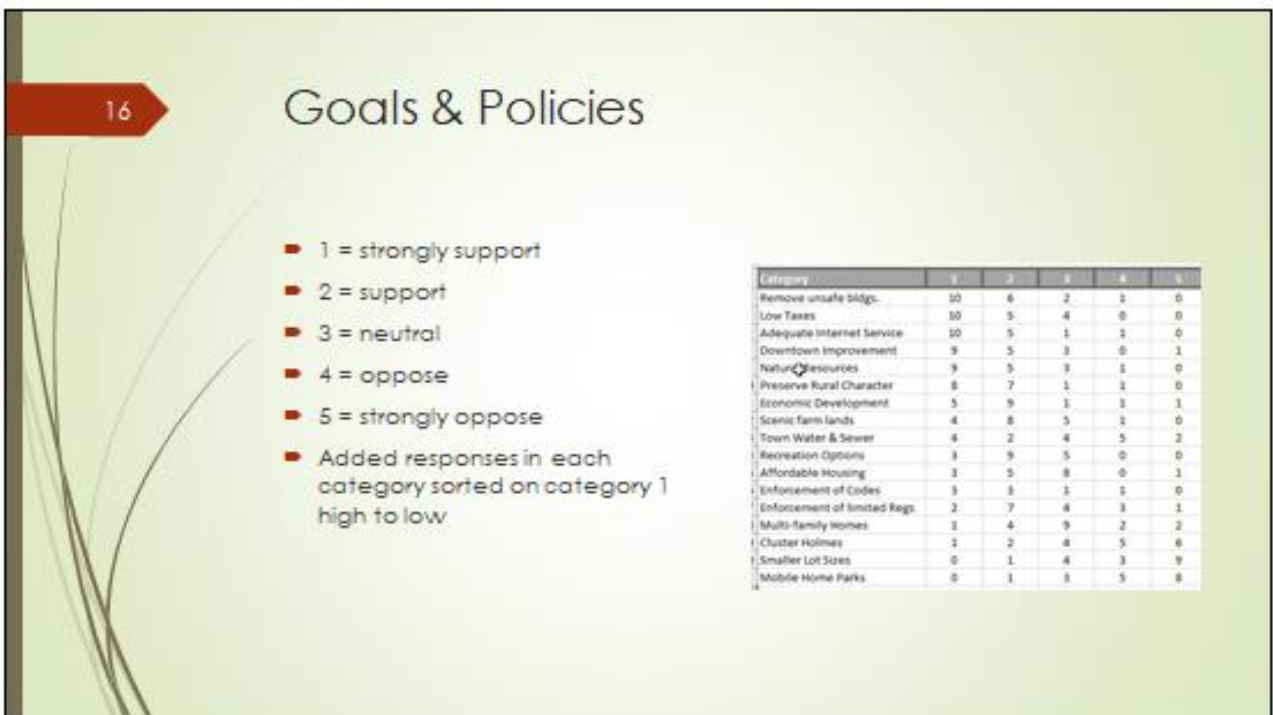 16
Goals & Policies
1 = strongly support
2 = support
3 = neutral
4 = oppose
5 = strongly oppose
Added responses in each
category sorted on category 1
high to low
Category 1 2 3 4 5
Remove unsafe bldgs. 10 6 2 1 0
Low Taxes 10 5 4 0 0
Adequate Internet Service 10 5 1 1 0
Downtown Improvement 9 5 3 0 1
Resources 9 5 3 1 0
Preserve Rural Character 8 7 1 1 0
Economic Development 5 9 1 1 1
Scenic farm lands 4 8 5 1 0
Town Water & Sewer 4 2 4 5 2
Recreation Options 3 9 5 0 0
Affordable Housing 3 5 8 0 1
Enforcement of Codes 3 3 1 1 0
Enforcement of limited Regs 2 7 4 3 1
Multi-family Homes 1 4 9 2 2
Cluster Holmes 1 2 4 5 6
Smaller Lot Sizes 0 1 4 3 9
Mobile Home Parks 0 1 3 5 8